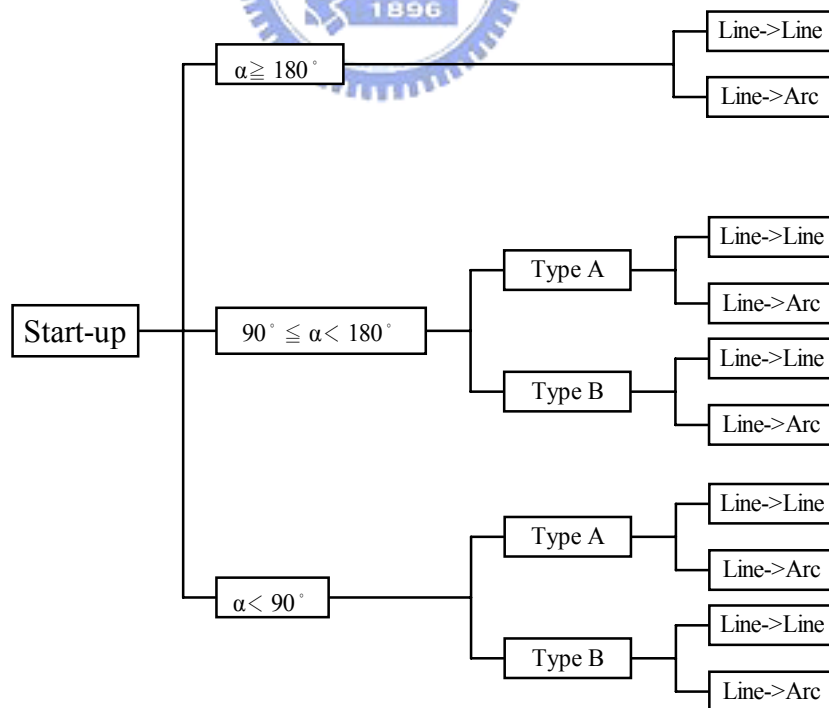 1896
Start-up
α≧ 180°
Line->Line
Line->Arc
90° ≦ α< 180°
Type A
Line->Line
Line->Arc
Type B
Line->Line
Line->Arc
α< 90°
Type A
Line->Line
Line->Arc
Type B
Line->Line
Line->Arc